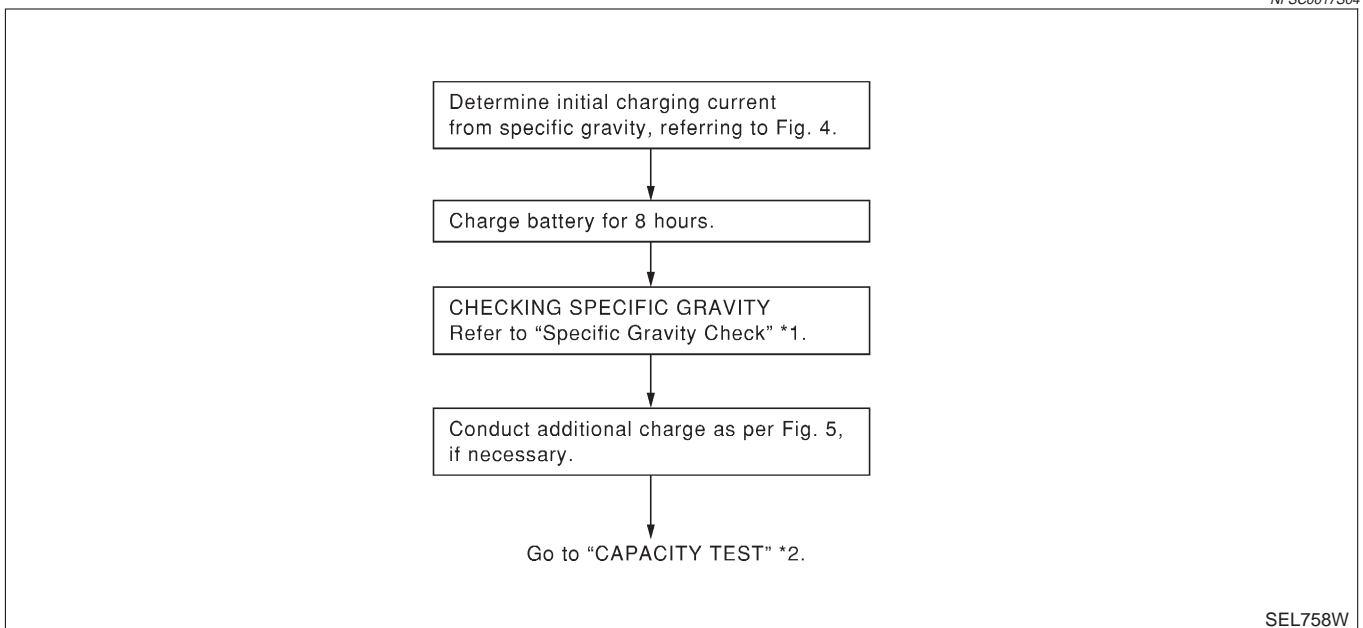 Determine initial charging current
from specific gravity, referring to Fig. 4.
Charge battery for 8 hours.
CHECKING SPECIFIC GRAVITY
Refer to “Specific Gravity Check” *1.
Conduct additional charge as per Fig. 5,
if necessary.
Go to “CAPACITY TEST” *2.
SEL758W